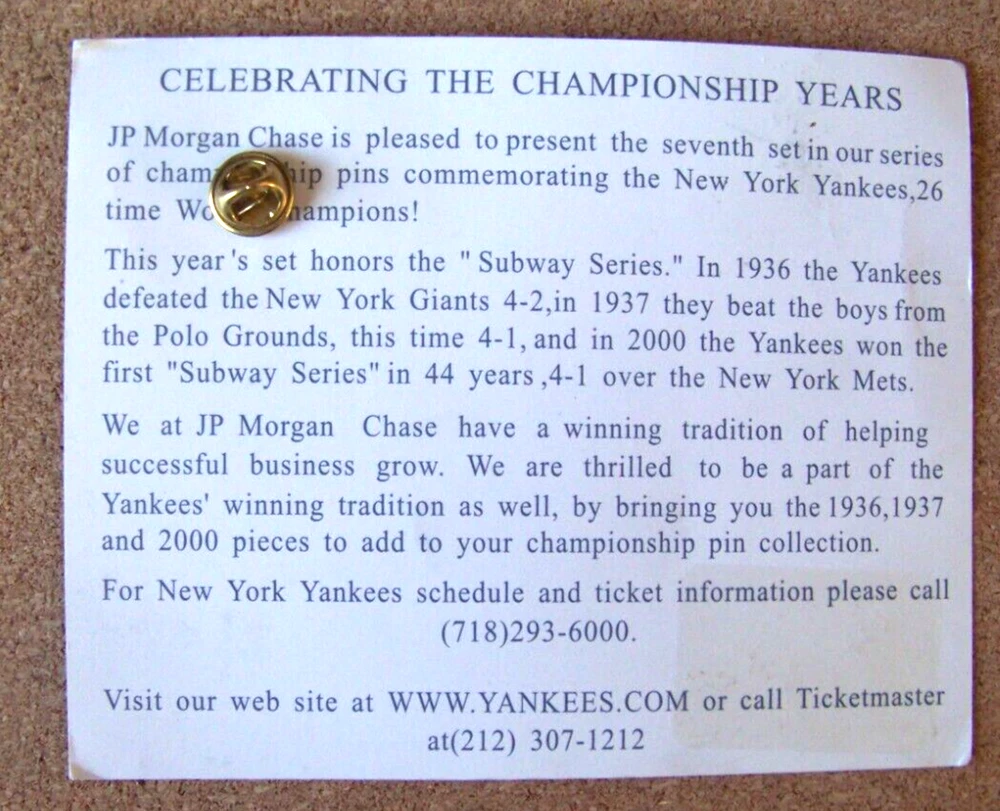 CELEBRATING THE CHAMPIONSHIP YEARS
JP Morgan Chase is pleased to present the seventh set in our series
of pins commemorating the New York Yankees,26
time
This year's set honors the "Subway Series." In 1936 the Yankees
defeated the New York Giants 4-2,in 1937 they beat the boys from
the Polo Grounds, this time 4-1, and in 2000 the Yankees won the
first "Subway Series" in 44 years ,4-1 over the New York Mets.
We at JP Morgan Chase have a winning tradition of helping
successful business grow. We are thrilled to be a part of the
Yankees' winning tradition as well, by bringing you the 1936,1937
and 2000 pieces to add to your championship pin collection.
For New York Yankees schedule and ticket information please call
(718)293-6000.
Visit our web site at WWW.YANKEES.COM or call Ticketmaster
at(212) 307-1212